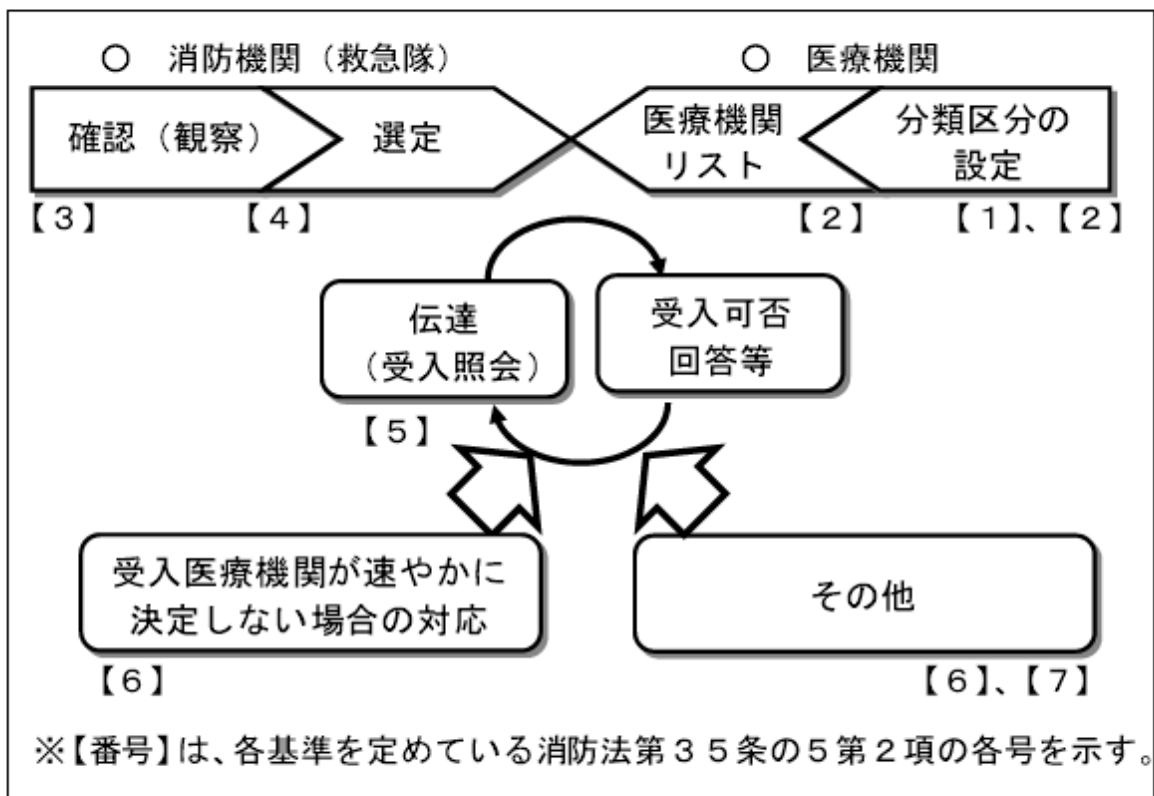 ○ 消防機関（救急隊）
○ 医療機関
確認（観察）
選定
医療機関
リスト
分類区分の
設定
【３】
【４】
【２】
【１】、【２】
伝達
（受入照会）
受入可否
回答等
【５】
受入医療機関が速やかに
決定しない場合の対応
その他
【６】
【６】、【７】
※【番号】は、各基準を定めている消防法第３５条の５第２項の各号を示す。